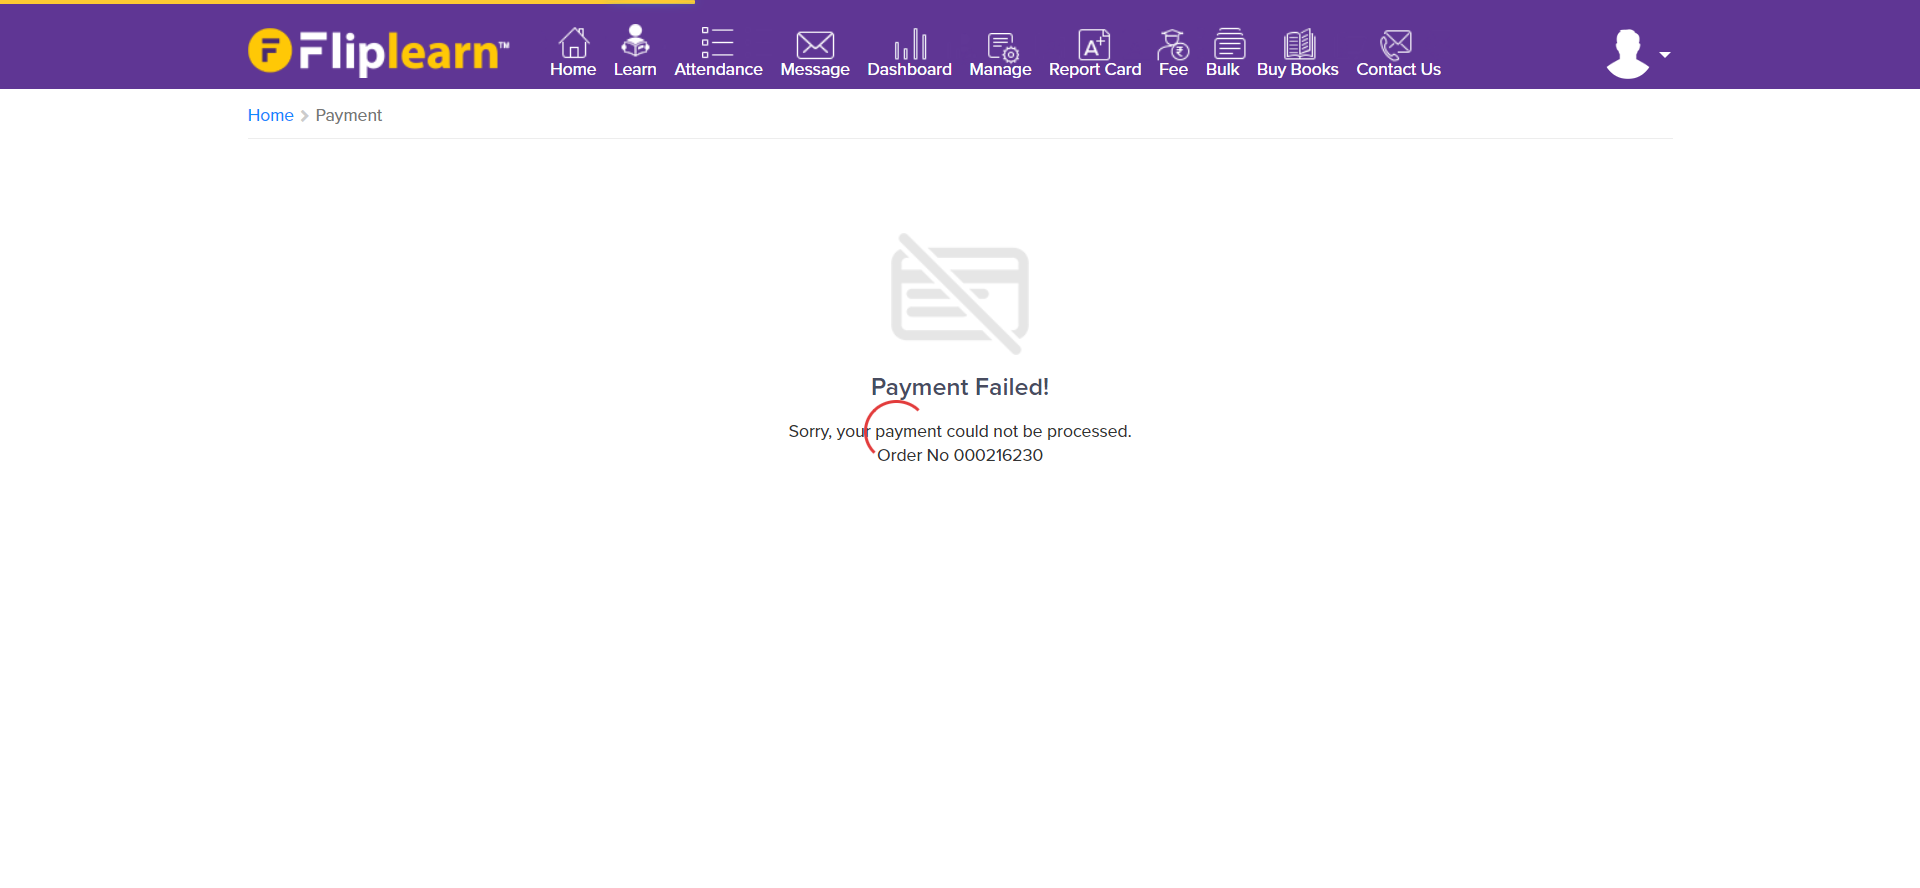 Fliplearn™
Home Learn Attendance Message Dashboard Manage Report Card Fee Bulk Buy Books Contact Us
Home Payment
Payment Failed!
Sorry, your payment could not be processed.
Order No 000216230